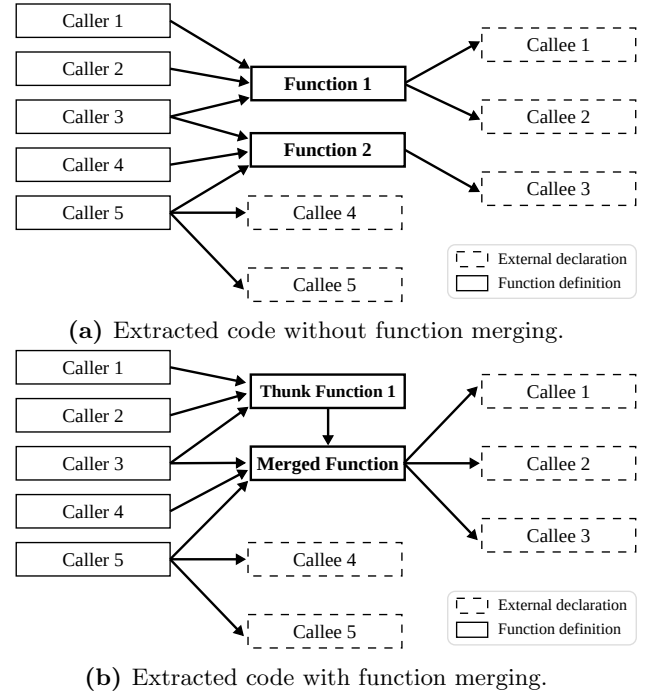 Caller 1
Caller 2
Caller 3
Caller 4
Caller 5
Function 1
Function 2
Callee 4
Callee 5
Callee 1
Callee 2
Callee 3
External declaration
Function definition
(a) Extracted code without function merging.
Caller 1
Caller 2
Caller 3
Caller 4
Caller 5
Thunk Function 1
Merged Function
Callee 4
Callee 5
Callee 1
Callee 2
Callee 3
External declaration
Function definition
(b) Extracted code with function merging.